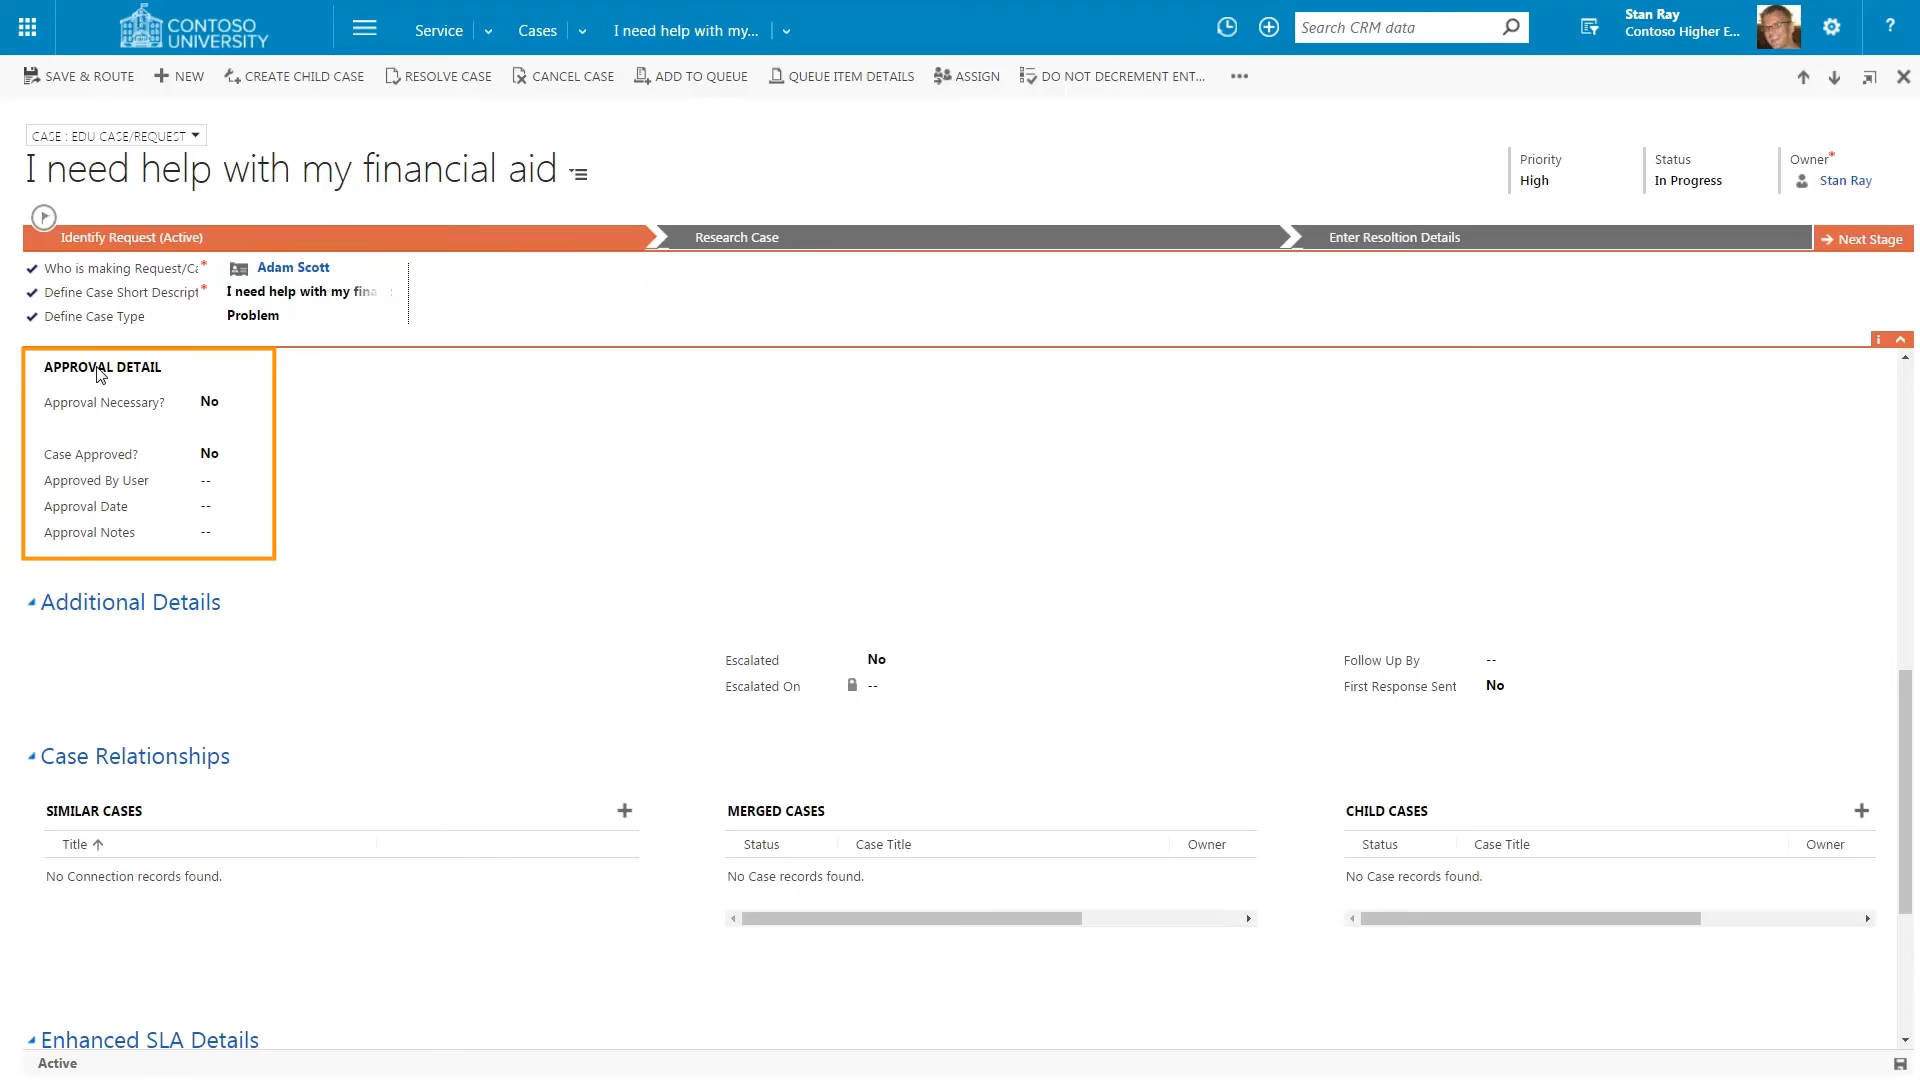 CONTOSO UNIVERSITY
Service
Cases
I need help with my...
Search CRM data
Stan Ray
Contoso Higher E...
?
SAVE & ROUTE
NEW
CREATE CHILD CASE
RESOLVE CASE
CANCEL CASE
ADD TO QUEUE
QUEUE ITEM DETAILS
ASSIGN
DO NOT DECREMENT ENT...
CASE : EDU CASE/REQUEST
I need help with my financial aid
Priority
High
Status
In Progress
Owner*
Stan Ray
Identify Request (Active)
Research Case
Enter Resoltion Details
Next Stage
Who is making Request/Ca* Adam Scott
Define Case Short Descript* I need help with my fina
Define Case Type Problem
APPROVAL DETAIL
Approval Necessary? No
Case Approved? No
Approved By User --
Approval Date --
Approval Notes --
Additional Details
Escalated No
Escalated On --
Follow Up By --
First Response Sent No
Case Relationships
SIMILAR CASES
Title
No Connection records found.
MERGED CASES
Status Case Title Owner
No Case records found.
CHILD CASES
Status Case Title Owner
No Case records found.
Enhanced SLA Details
Active